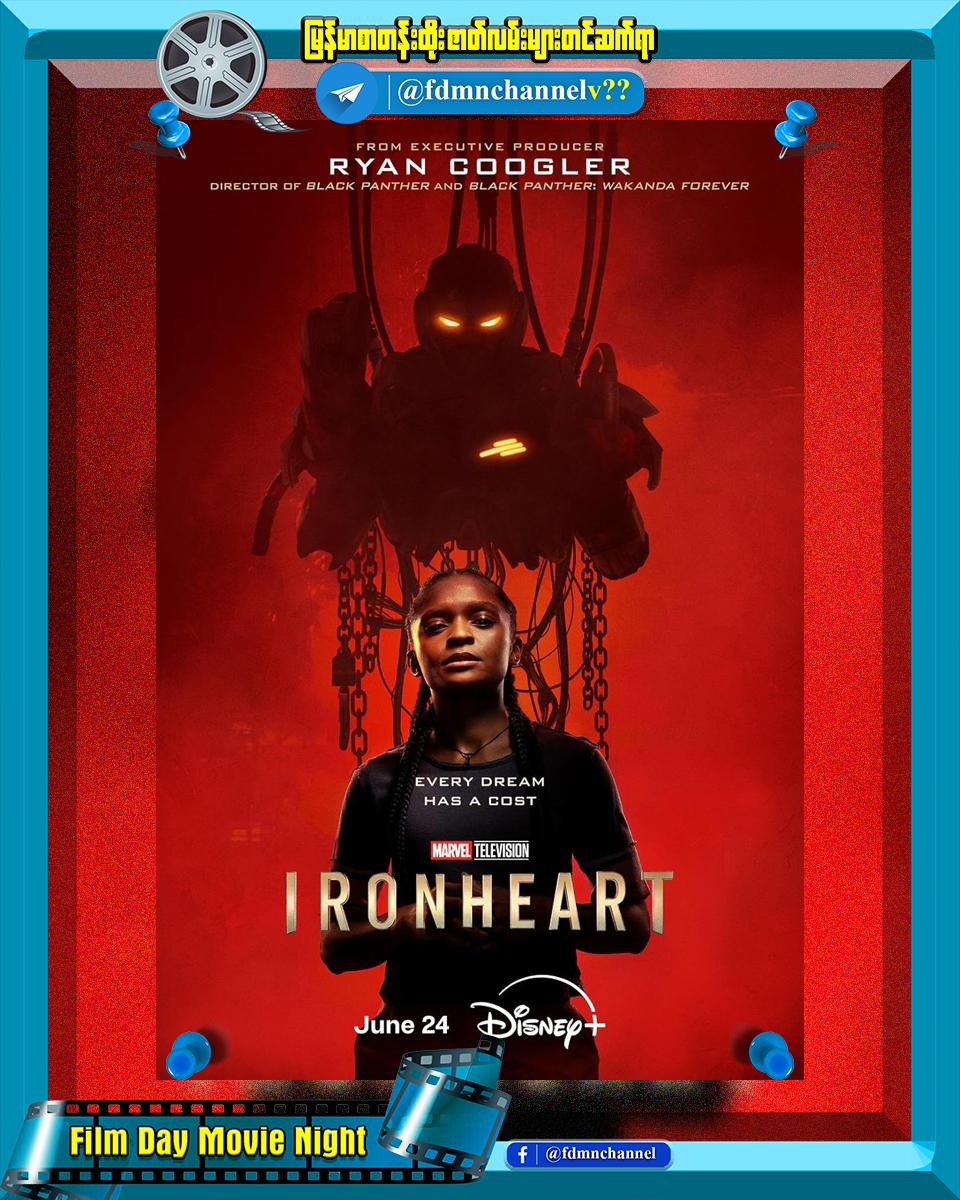 မြန်မာစာတန်းထိုးဇာတ်လမ်းများတင်ဆက်ရာ
@fdmnchannelv??
FROM EXECUTIVE PRODUCER
RYAN COOGLER
DIRECTOR OF BLACK PANTHER AND BLACK PANTHER: WAKANDA FOREVER
EVERY DREAM
HAS A COST
MARVEL TELEVISION
IRONHEART
June 24 Disney+
Film Day Movie Night
@fdmnchannel